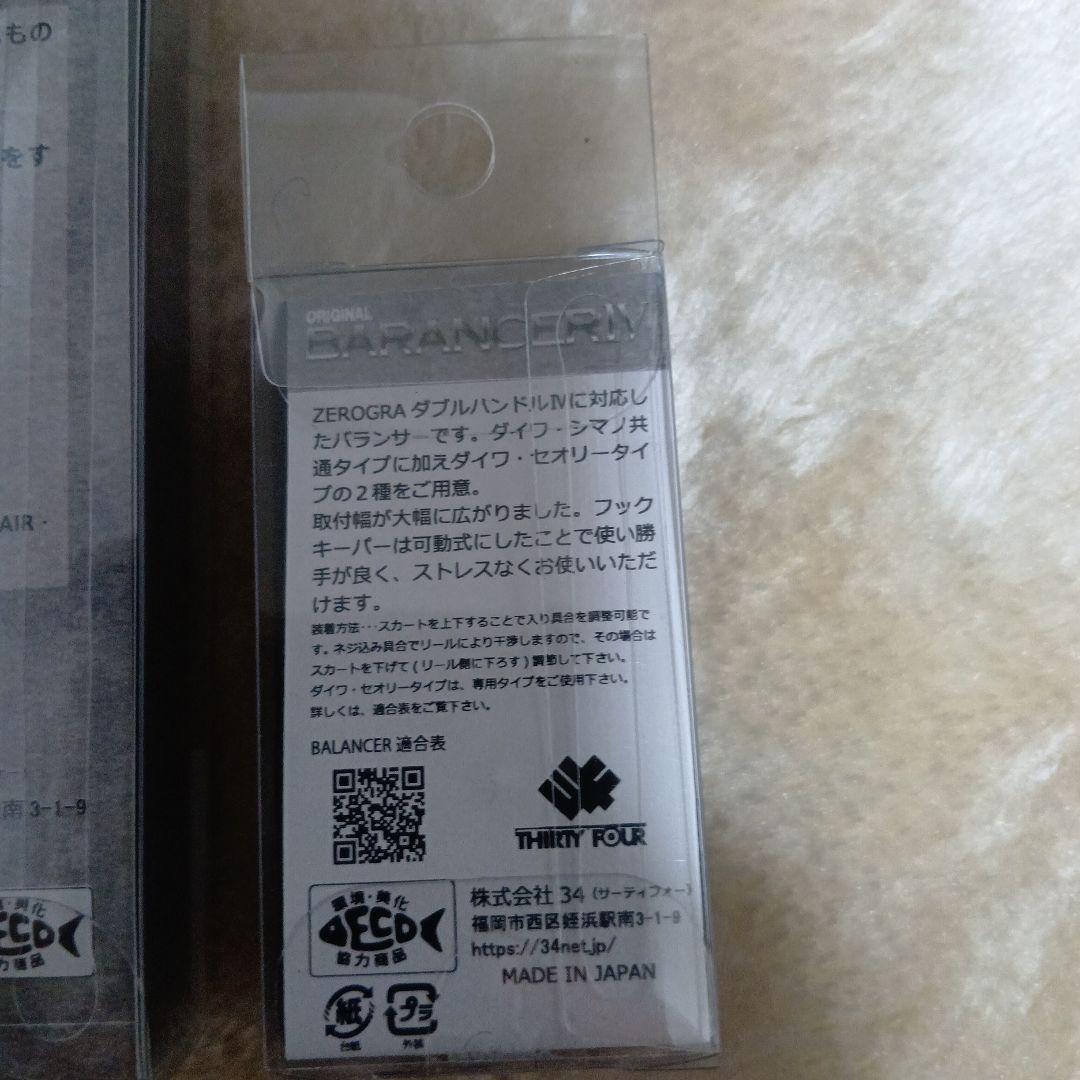 もの
をす
AIR・
南3-1-9
ECO
ORIGINAL
BARANCERⅣ
ZEROGRA ダブルハンドルⅣに対応し
たバランサーです。ダイワ・シマノ共
通タイプに加えダイワ・セオリータイ
プの2種をご用意。
取付幅が大幅に広がりました。フック
キーパーは可動式にしたことで使い勝
手が良く、ストレスなくお使いいただ
けます。
装着方法･･･スカートを上下することで入り具合を調整可能で
す。ネジ込み具合でリールにより干渉しますので、その場合は
スカートを下げて(リール側に下ろす)調節して下さい。
ダイワ・セオリータイプは、専用タイプをご使用下さい。
詳しくは、適合表をご覧下さい。
BALANCER 適合表
THIRTY FOUR
環境・美化
ECO
協力商品
株式会社 34 (サーティフォー)
福岡市西区姪浜駅南3-1-9
https://34net.jp/
MADE IN JAPAN
紙
台紙
プラ
外装